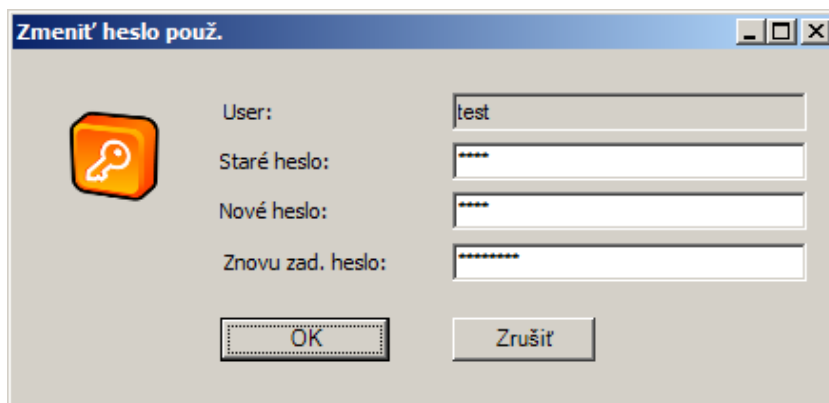 Zmeniť heslo použ.
User: test
Staré heslo: ****
Nové heslo: ****
Znovu zad. heslo: ********
OK Zrušiť